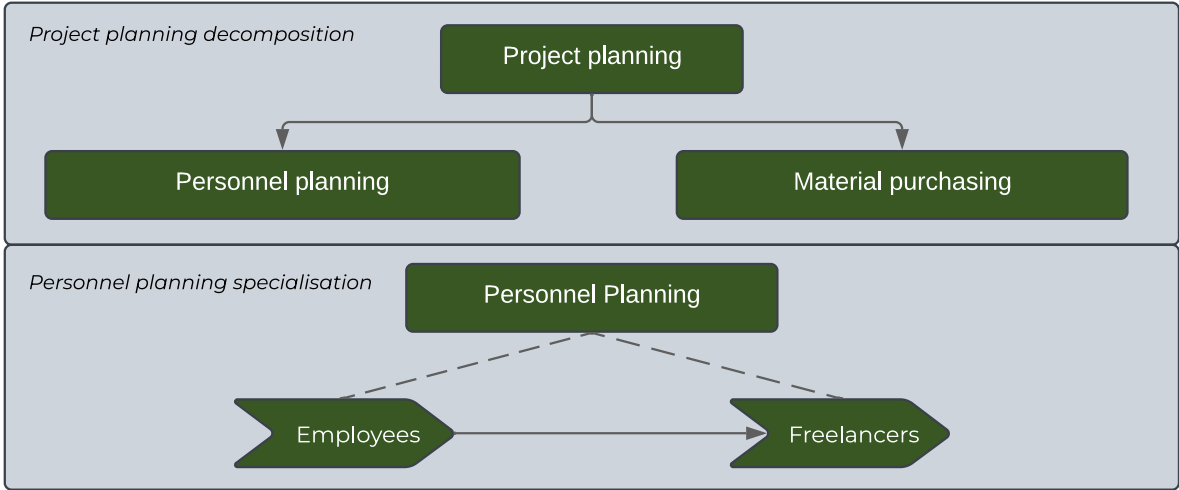 Project planning decomposition
Project planning
Personnel planning
Material purchasing
Personnel planning specialisation
Personnel Planning
Employees
Freelancers